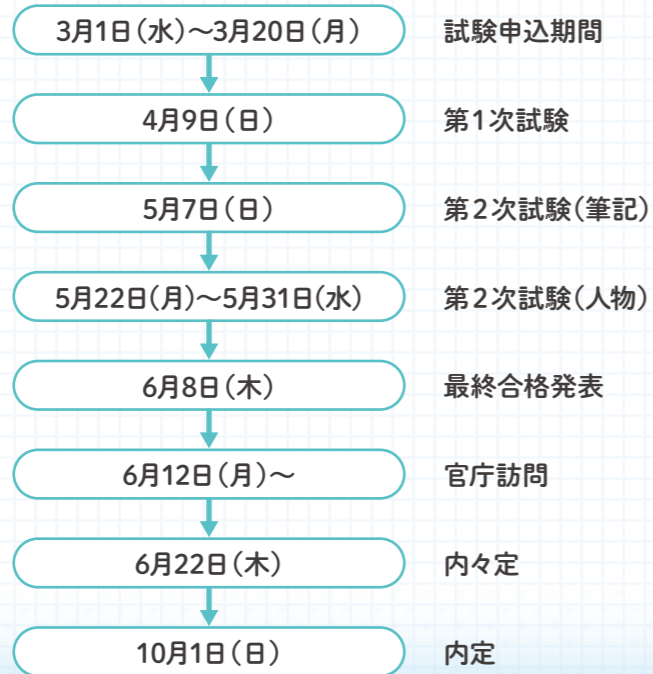 3月1日(水)～3月20日(月) 試験申込期間
4月9日(日) 第1次試験
5月7日(日) 第2次試験(筆記)
5月22日(月)～5月31日(水) 第2次試験(人物)
6月8日(木) 最終合格発表
6月12日(月)～ 官庁訪問
6月22日(木) 内々定
10月1日(日) 内定